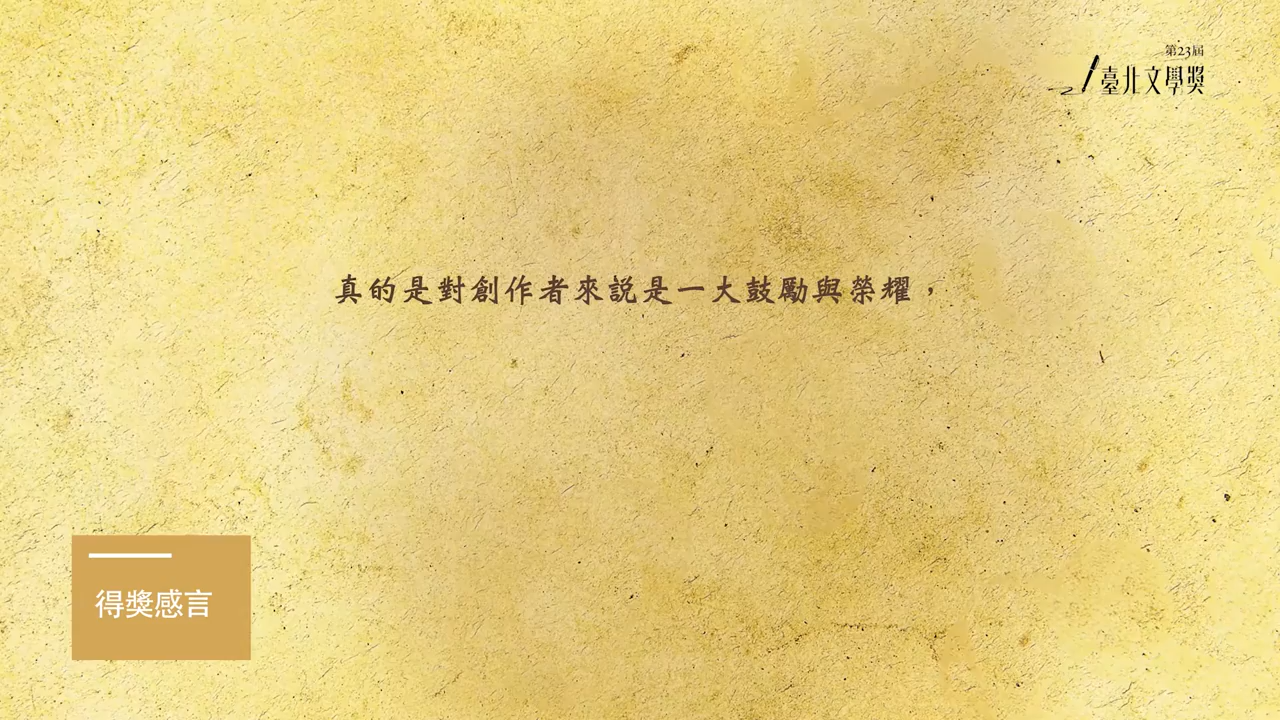 第23屆
臺北文學獎
真的是對創作者來說是一大鼓勵與榮耀，
得獎感言